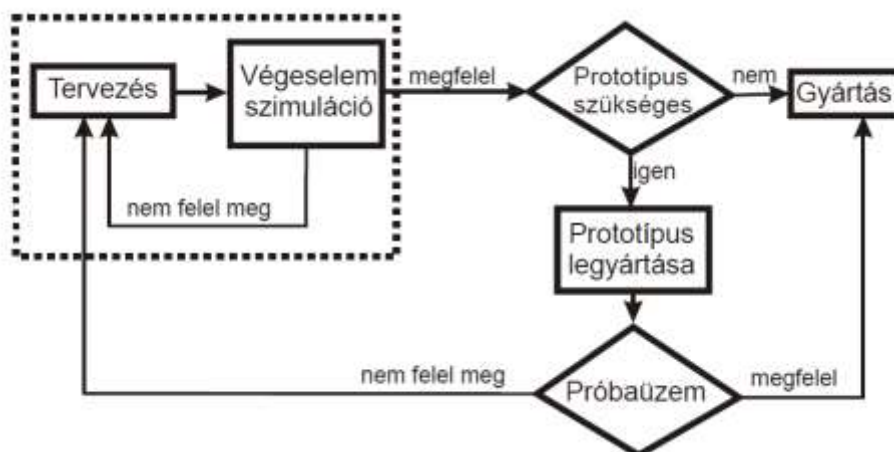 Tervezés
Végeselem
szimuláció
megfelel
Prototípus
szükséges
nem
Gyártás
nem felel meg
igen
Prototípus
legyártása
nem felel meg
Próbaüzem
megfelel